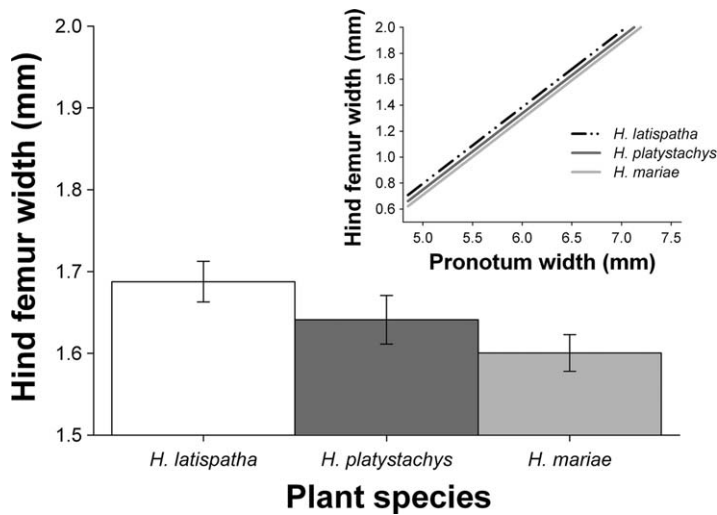 Hind femur width (mm)
2.0
1.9
1.8
1.7
1.6
1.5
H. latispatha
H. platystachys
H. mariae
Plant species
Hind femur width (mm)
2.0
1.8
1.6
1.4
1.2
1.0
0.8
0.6
5.0
5.5
6.0
6.5
7.0
7.5
Pronotum width (mm)
H. latispatha
H. platystachys
H. mariae